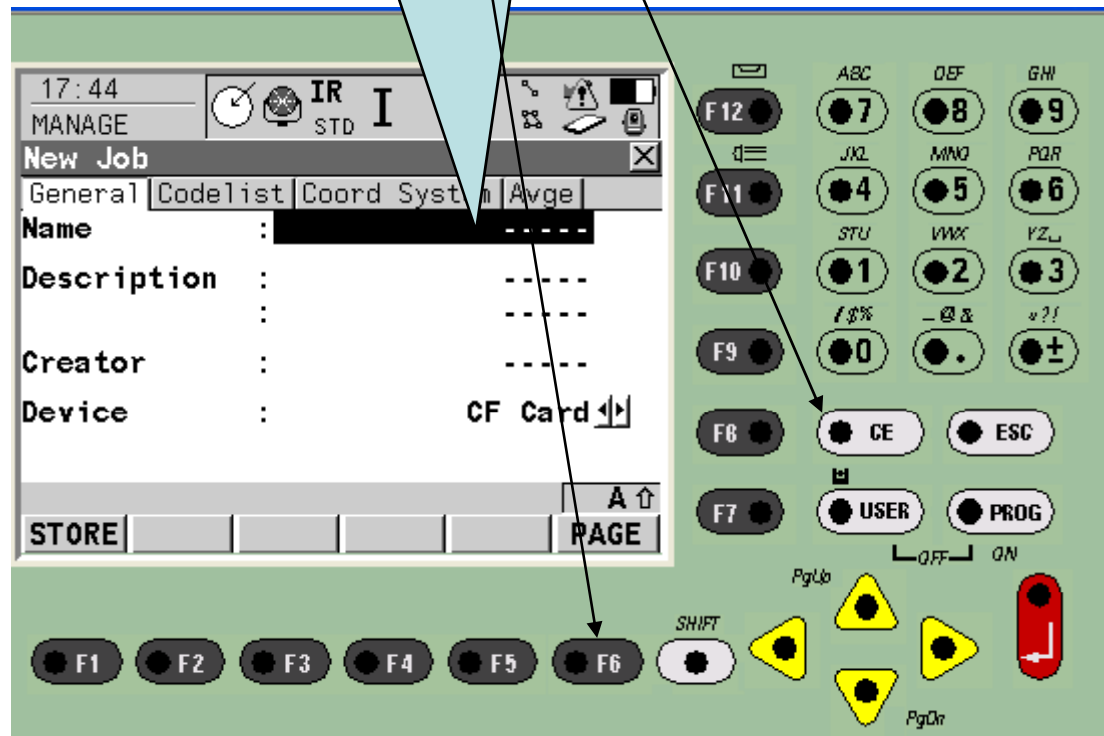 17:44
MANAGE
IR
STD
I
New Job
General Codelist Coord System Avge
Name : -----
Description : -----
: -----
Creator : -----
Device : CF Card
A
STORE PAGE
F12
ABC
7
DEF
8
GHI
9
F11
JKL
4
MNO
5
PQR
6
F10
STU
1
VWX
2
YZ
3
F9
/$%
0
_@&
.
*?!
±
F8
CE
ESC
F7
USER
PROG
OFF
ON
PgUp
F1 F2 F3 F4 F5 F6
SHIFT
PgDn